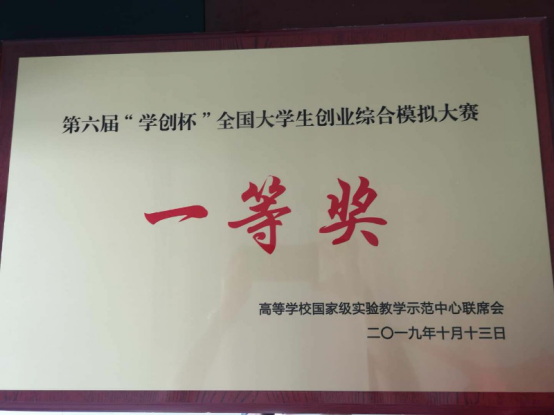 第六届“学创杯”全国大学生创业综合模拟大赛
一等奖
高等学校国家级实验教学示范中心联席会
二〇一九年十月十三日